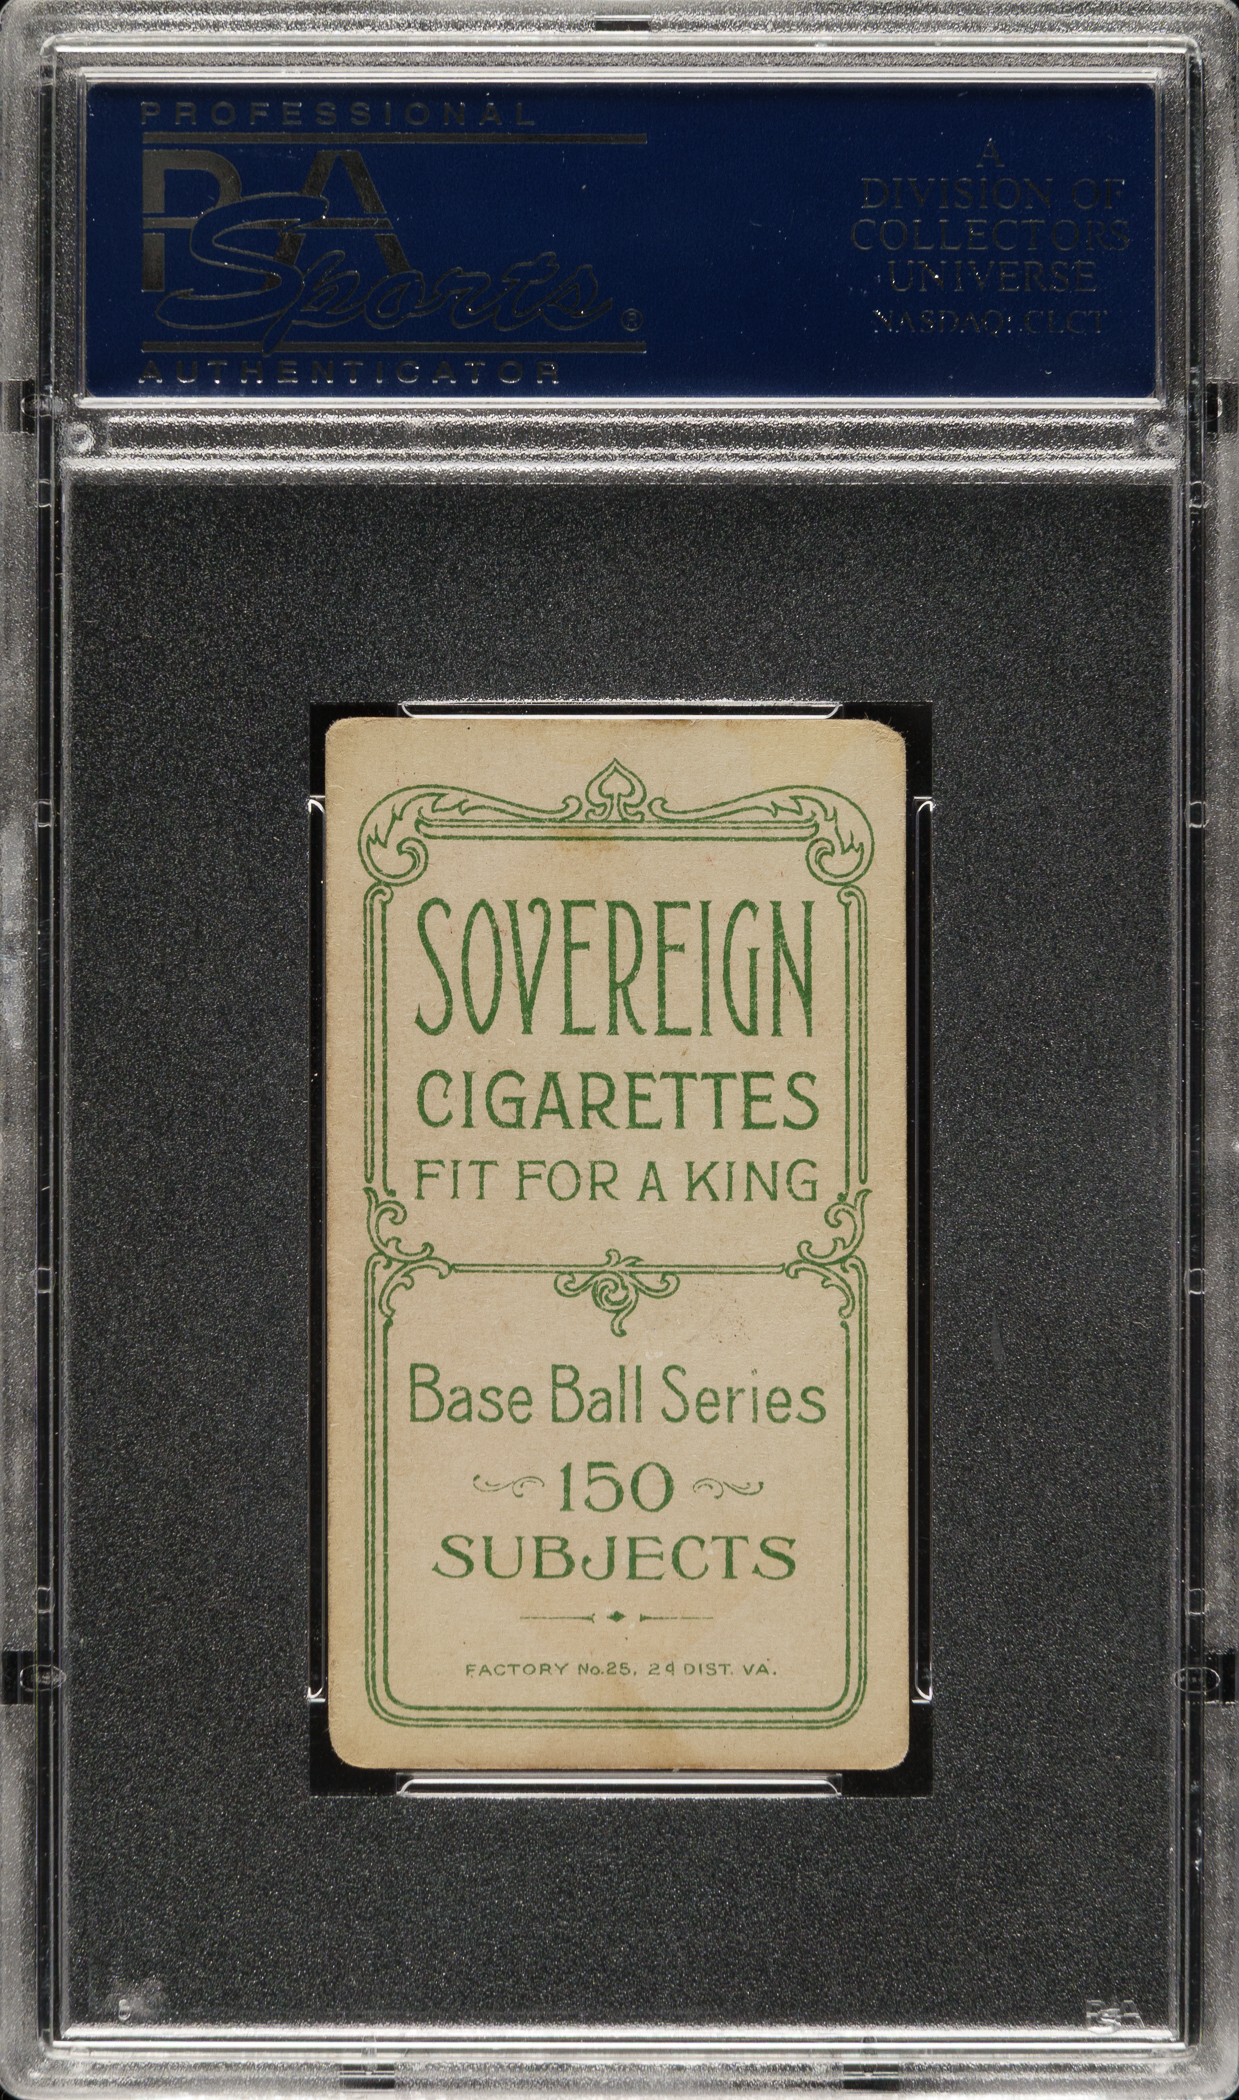 PROFESSIONAL
PSA
Sports®
AUTHENTICATOR
A
DIVISION OF
COLLECTORS
UNIVERSE
NASDAQ: CLCT
SOVEREIGN
CIGARETTES
FIT FOR A KING
Base Ball Series
150
SUBJECTS
FACTORY No. 25, 2d DIST. VA.
PSA